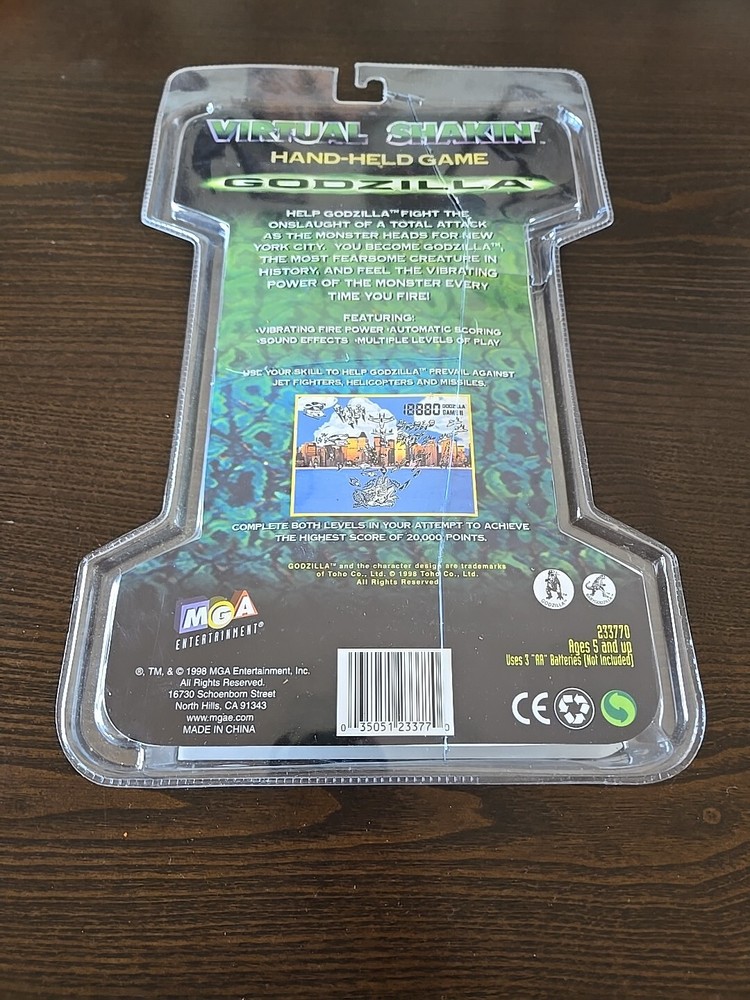 VIRTUAL SHAKIN'™
HAND-HELD GAME
GODZILLA™
HELP GODZILLA™ FIGHT THE
ONSLAUGHT OF A TOTAL ATTACK
AS THE MONSTER HEADS FOR NEW
YORK CITY. YOU BECOME GODZILLA™,
THE MOST FEARSOME CREATURE IN
HISTORY, AND FEEL THE VIBRATING
POWER OF THE MONSTER EVERY
TIME YOU FIRE!
FEATURING:
•VIBRATING FIRE POWER •AUTOMATIC SCORING
•SOUND EFFECTS •MULTIPLE LEVELS OF PLAY
USE YOUR SKILL TO HELP GODZILLA™ PREVAIL AGAINST
JET FIGHTERS, HELICOPTERS AND MISSILES.
18880 GODZILLA
GAME
COMPLETE BOTH LEVELS IN YOUR ATTEMPT TO ACHIEVE
THE HIGHEST SCORE OF 20,000 POINTS.
GODZILLA™ and the character design are trademarks
of Toho Co., Ltd. © 1998 Toho Co., Ltd.
All Rights Reserved
GODZILLA
MGA
ENTERTAINMENT®
®, TM, & © 1998 MGA Entertainment, Inc.
All Rights Reserved.
16730 Schoenborn Street
North Hills, CA 91343
www.mgae.com
MADE IN CHINA
0 35051 23377 0
233770
Ages 5 and up
Uses 3 "AA" Batteries (Not Included)
CE